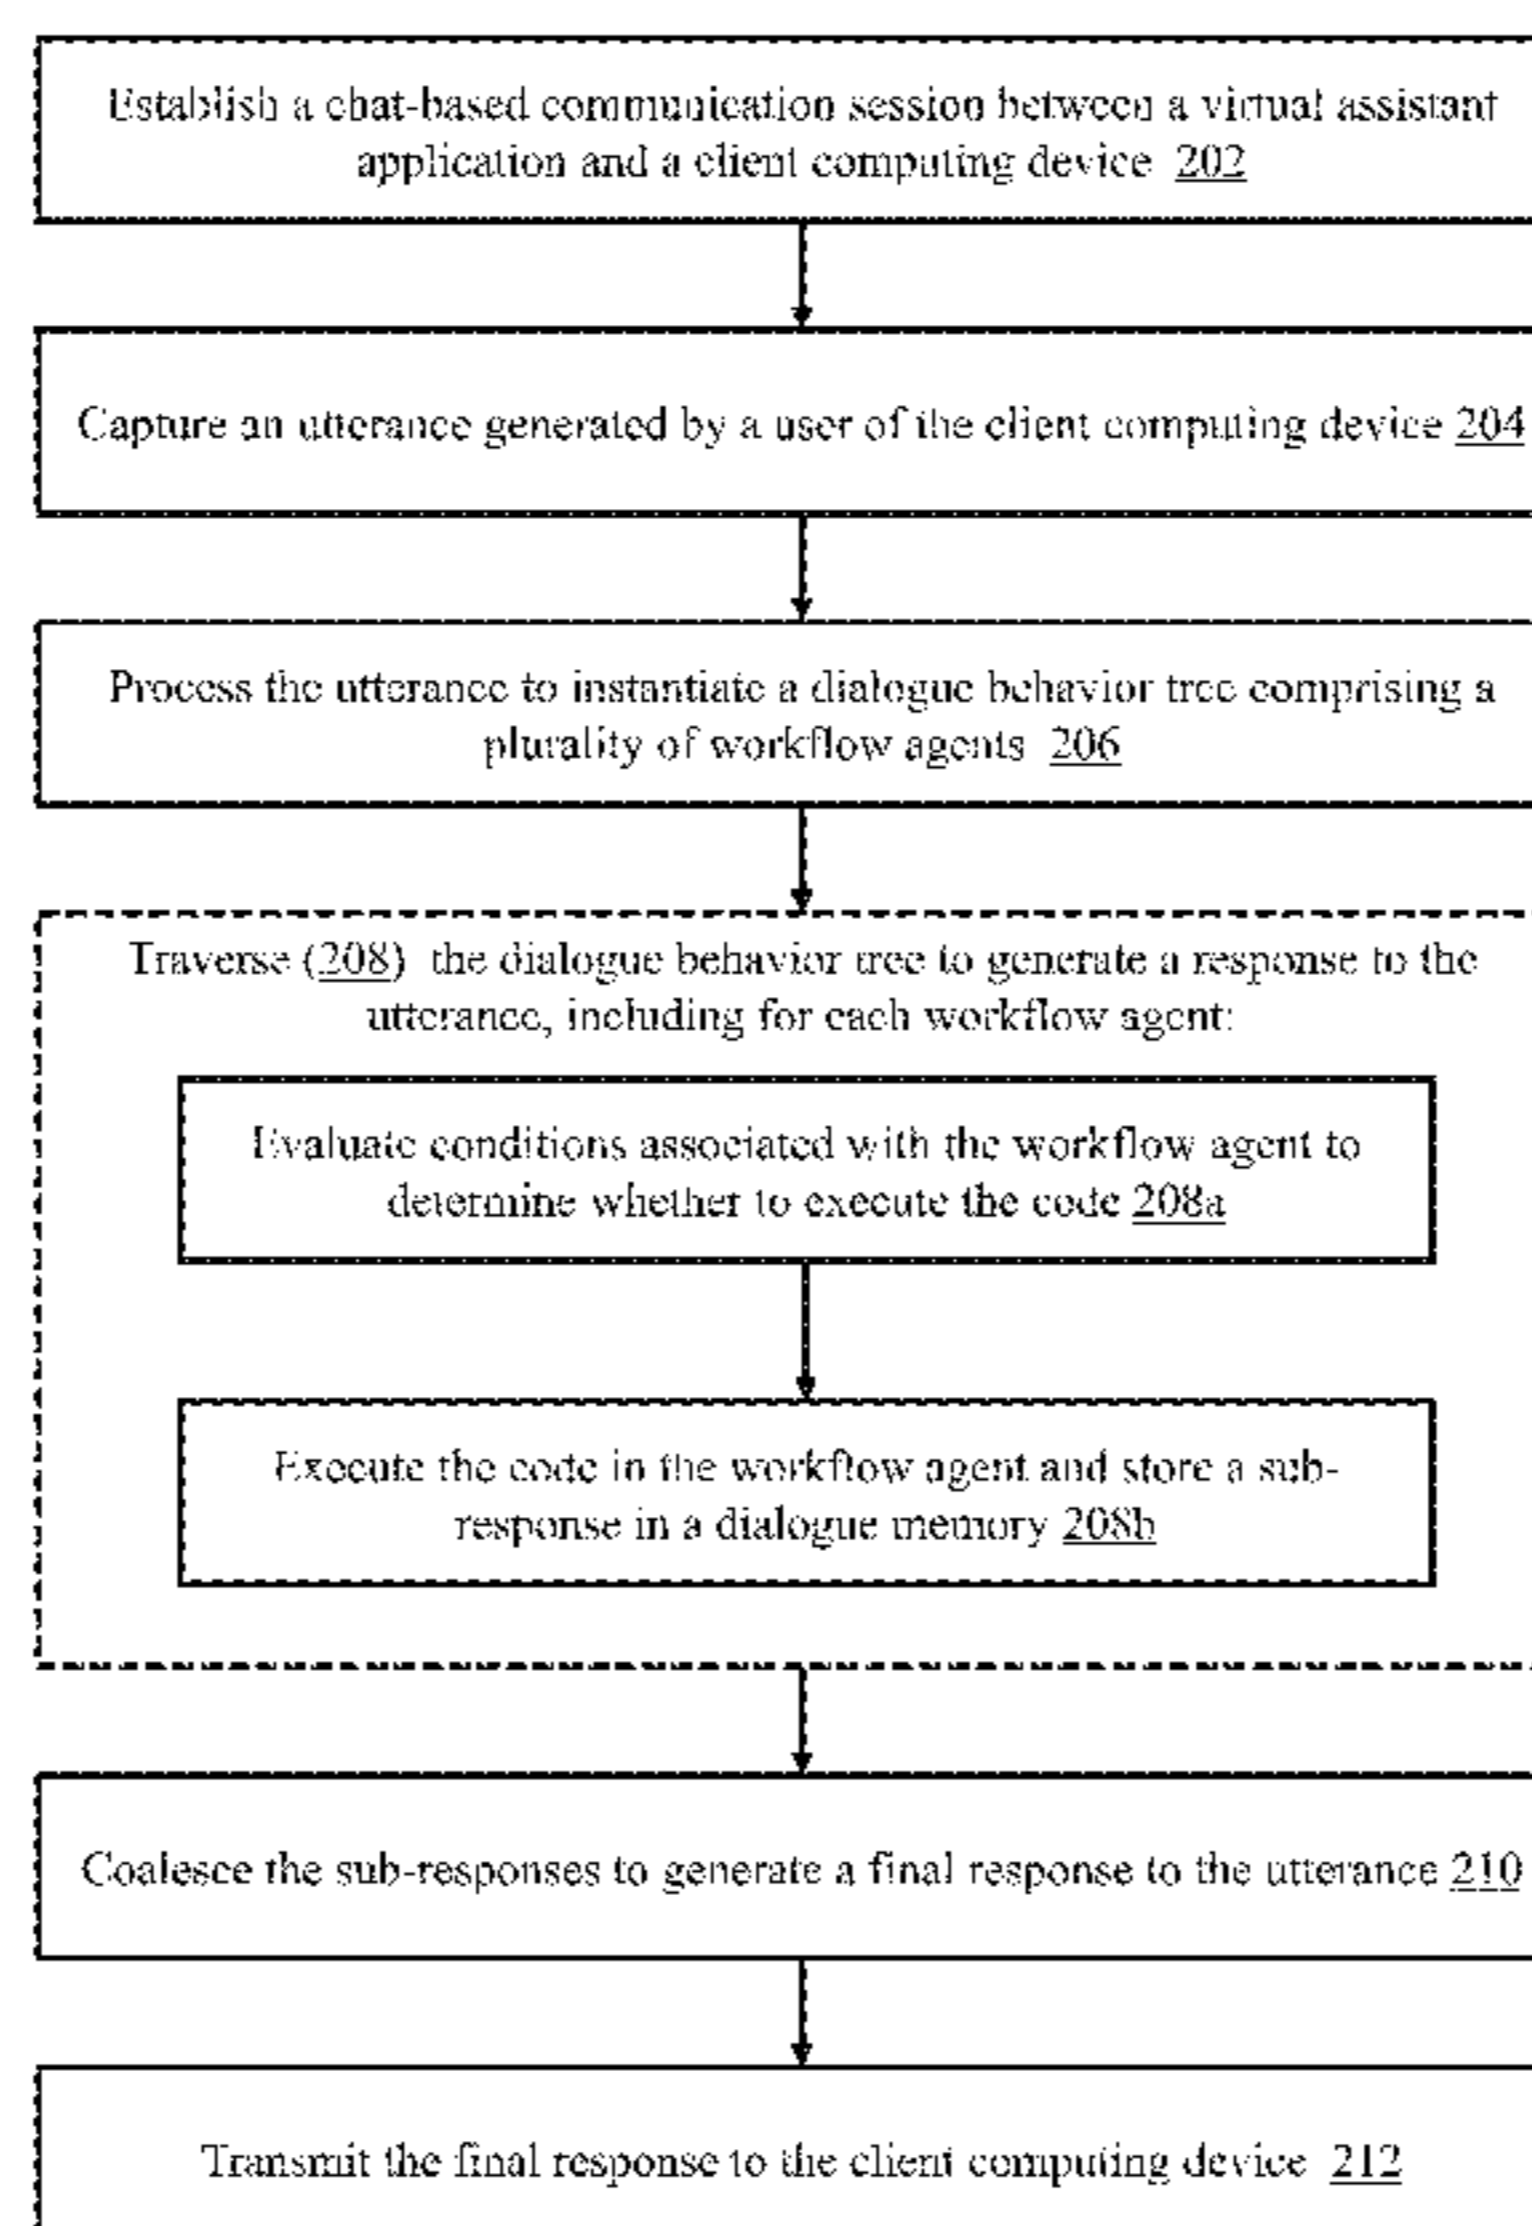 Establish a chat-based communication session between a virtual assistant
application and a client computing device 202
Capture an utterance generated by a user of the client computing device 204
Process the utterance to instantiate a dialogue behavior tree comprising a
plurality of workflow agents 206
Traverse (208) the dialogue behavior tree to generate a response to the
utterance, including for each workflow agent:
Evaluate conditions associated with the workflow agent to
determine whether to execute the code 208a
Execute the code in the workflow agent and store a sub-
response in a dialogue memory 208b
Coalesce the sub-responses to generate a final response to the utterance 210
Transmit the final response to the client computing device 212